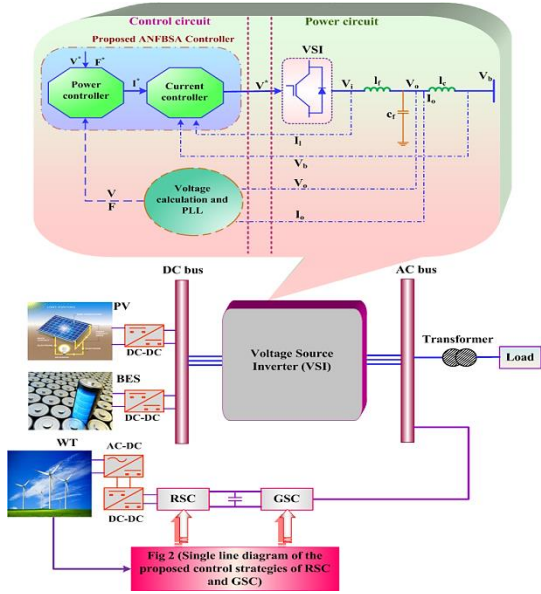 Control circuit
Power circuit
Proposed ANFBSA Controller
V* F*
Power controller
I*
Current controller
V*
VSI
Vi
lf
Vo
Io
lc
Vb
cf
Il
Vb
Vo
Io
V
F
Voltage calculation and PLL
DC bus
AC bus
PV
DC-DC
BES
DC-DC
Voltage Source Inverter (VSI)
Transformer
Load
WT
AC-DC
DC-DC
RSC
GSC
Fig 2 (Single line diagram of the
proposed control strategies of RSC
and GSC)